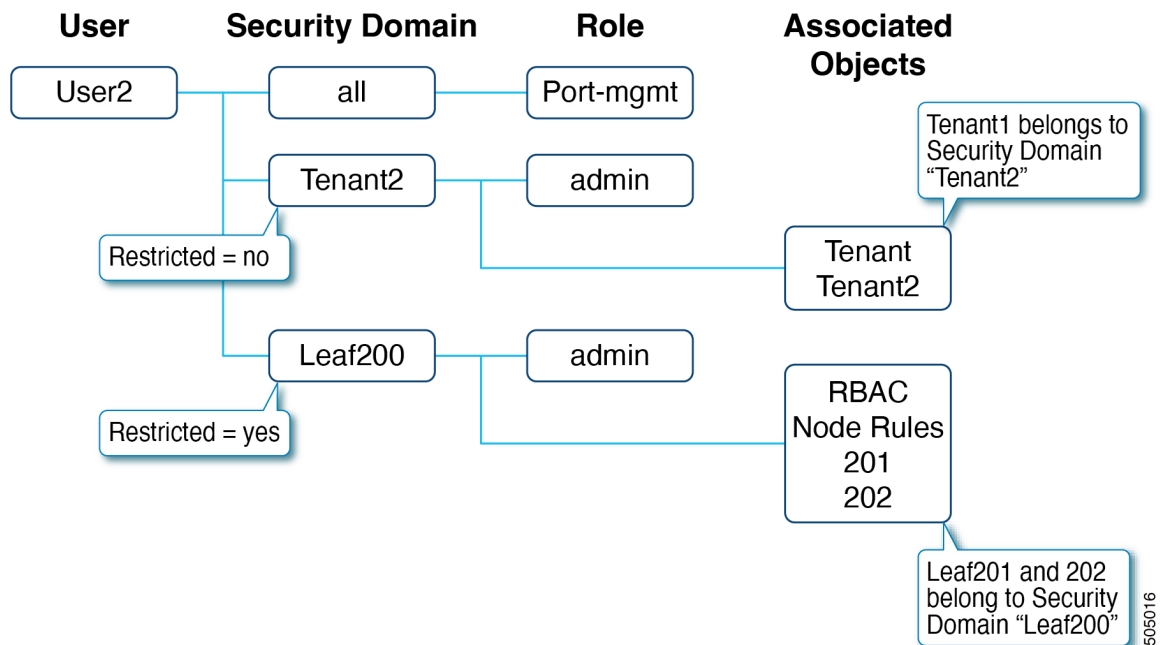 User
Security Domain
Role
Associated
Objects
User2
all
Port-mgmt
Tenant1 belongs to
Security Domain
“Tenant2”
Tenant2
admin
Restricted = no
Tenant
Tenant2
Leaf200
admin
Restricted = yes
RBAC
Node Rules
201
202
Leaf201 and 202
belong to Security
Domain “Leaf200”
505016